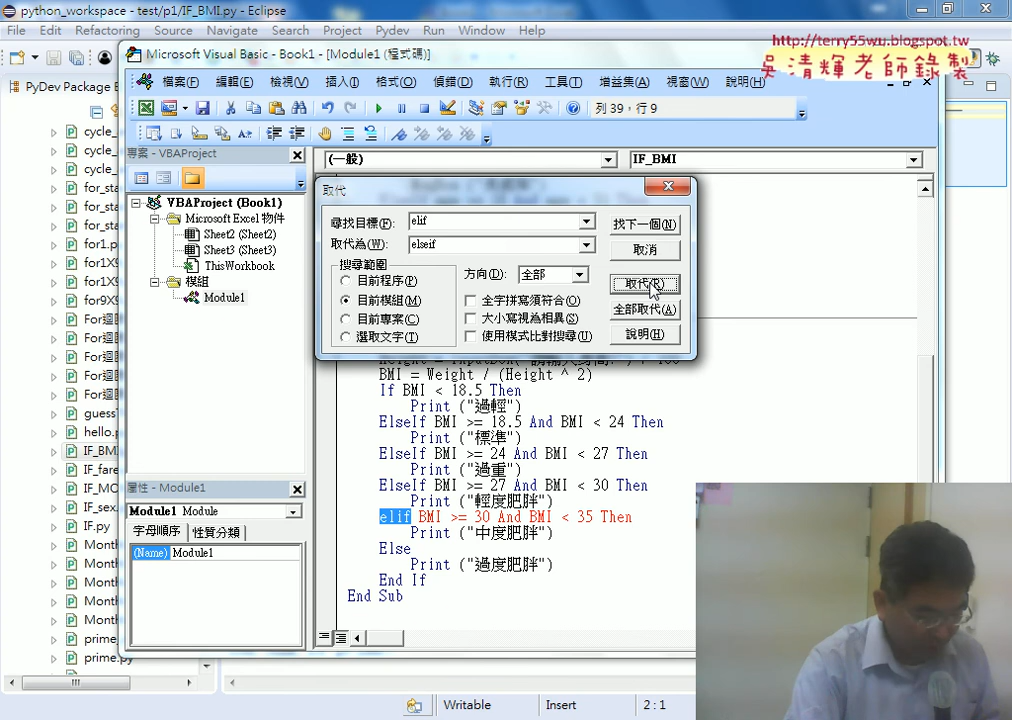 python_workspace - test/p1/IF_BMI.py - Eclipse
File Edit Refactoring Source Navigate Search Project Pydev Run Window Help
http://terry55wu.blogspot.tw
吳清輝老師錄製
Microsoft Visual Basic - Book1 - [Module1 (程式碼)]
檔案(F) 編輯(E) 檢視(V) 插入(I) 格式(O) 偵錯(D) 執行(R) 工具(T) 增益集(A) 視窗(W) 說明(H)
列 39，行 9
PyDev Package E
cycle_
cycle_
cycle_
for_sta
for_sta
for_sta
for1.p
for1X9
for1X9
for9X9
For迴圈
For迴圈
For迴圈
For迴圈
For迴圈
guess
hello.p
IF_BM
IF_fare
IF_MO
IF_sex.
IF.py
Month
Month
Month
Month
Month
prime_
prime.py
專案 - VBAProject
VBAProject (Book1)
Microsoft Excel 物件
Sheet2 (Sheet2)
Sheet3 (Sheet3)
ThisWorkbook
模組
Module1
屬性 - Module1
Module1 Module
字母順序 性質分類
(Name) Module1
(一般) IF_BMI
取代
尋找目標(F): elif 找下一個(N)
取代為(W): elseif 取消
搜尋範圍
目前程序(P)
目前模組(M)
目前專案(C)
選取文字(T)
方向(D): 全部
全字拼寫須符合(O)
大小寫視為相異(S)
使用模式比對搜尋(U)
取代(R)
全部取代(A)
說明(H)
BMI = Weight / (Height ^ 2)
If BMI < 18.5 Then
Print ("過輕")
ElseIf BMI >= 18.5 And BMI < 24 Then
Print ("標準")
ElseIf BMI >= 24 And BMI < 27 Then
Print ("過重")
ElseIf BMI >= 27 And BMI < 30 Then
Print ("輕度肥胖")
elif BMI >= 30 And BMI < 35 Then
Print ("中度肥胖")
Else
Print ("過度肥胖")
End If
End Sub
Writable Insert 2:1